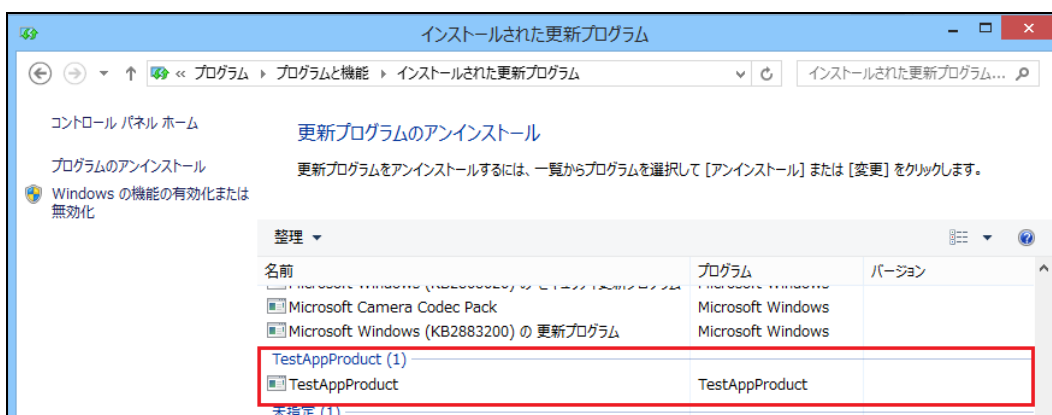 インストールされた更新プログラム
« プログラム ▸ プログラムと機能 ▸ インストールされた更新プログラム
インストールされた更新プログラム...
コントロール パネル ホーム
プログラムのアンインストール
Windows の機能の有効化または
無効化
更新プログラムのアンインストール
更新プログラムをアンインストールするには、一覧からプログラムを選択して [アンインストール] または [変更] をクリックします。
整理
名前 プログラム バージョン
Microsoft Windows
Microsoft Camera Codec Pack Microsoft Windows
Microsoft Windows (KB2883200) の 更新プログラム Microsoft Windows
TestAppProduct (1)
TestAppProduct TestAppProduct
未指定 (1)